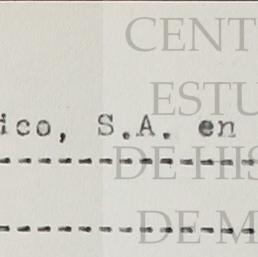 CENT
ESTU
ico, S.A. en
DE HIS
DE M